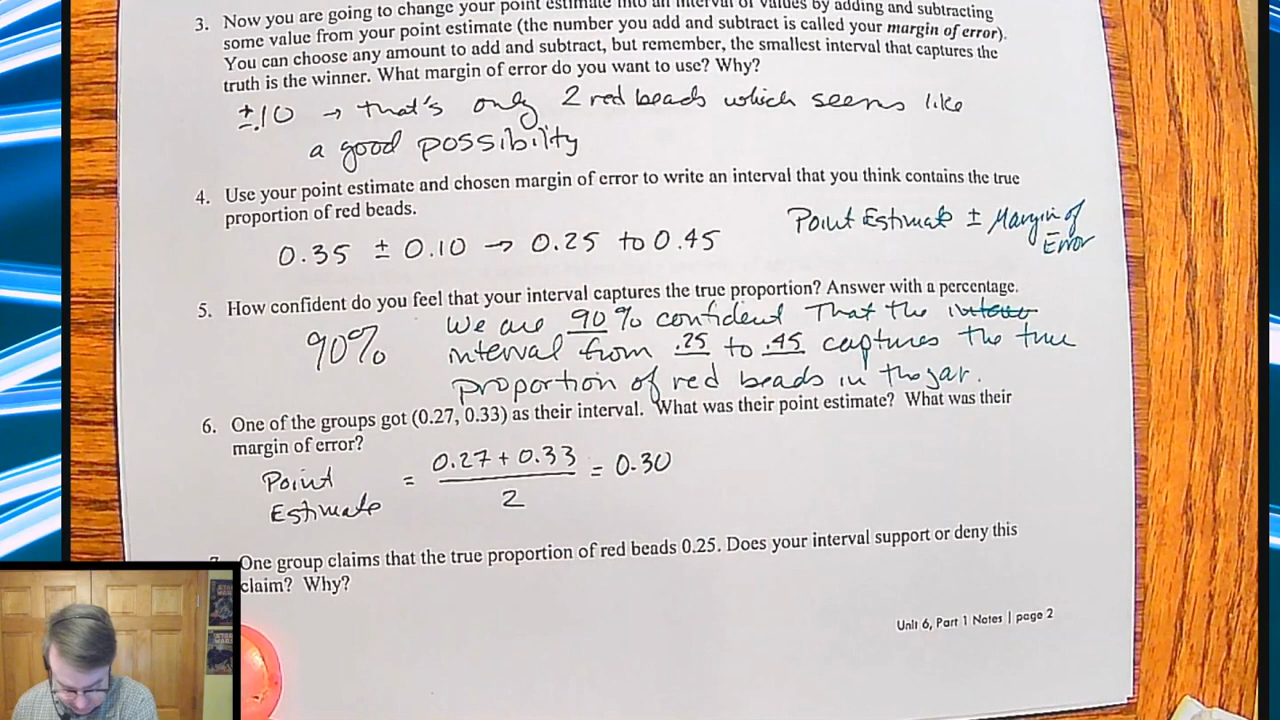 3. Now you are going to change your point estimate into an interval of values by adding and subtracting
some value from your point estimate (the number you add and subtract is called your margin of error).
You can choose any amount to add and subtract, but remember, the smallest interval that captures the
truth is the winner. What margin of error do you want to use? Why?
±.10 → that's only 2 red beads which seems like
a good possibility
4. Use your point estimate and chosen margin of error to write an interval that you think contains the true
proportion of red beads.
Point Estimate ± Margin of
Error
0.35 ± 0.10 → 0.25 to 0.45
5. How confident do you feel that your interval captures the true proportion? Answer with a percentage.
90%
We are 90% confident that the
interval from .25 to .45 captures the true
proportion of red beads in the jar.
6. One of the groups got (0.27, 0.33) as their interval. What was their point estimate? What was their
margin of error?
Point
Estimate = 0.27 + 0.33 / 2 = 0.30
One group claims that the true proportion of red beads 0.25. Does your interval support or deny this
claim? Why?
Unit 6, Part 1 Notes | page 2